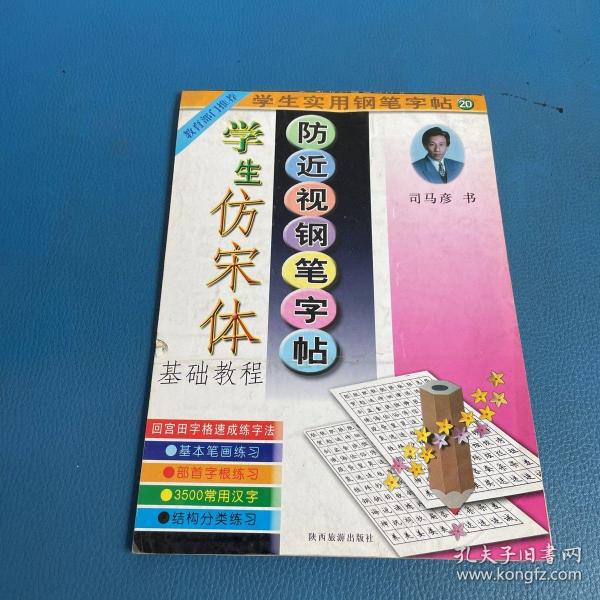 学生实用钢笔字帖 20
教育部门推荐
学生仿宋体
基础教程
防近视钢笔字帖
司马彦 书
回宫田字格速成练字法
基本笔画练习
部首字根练习
3500常用汉字
结构分类练习
陕西旅游出版社
孔夫子旧书网
www.kongfz.com